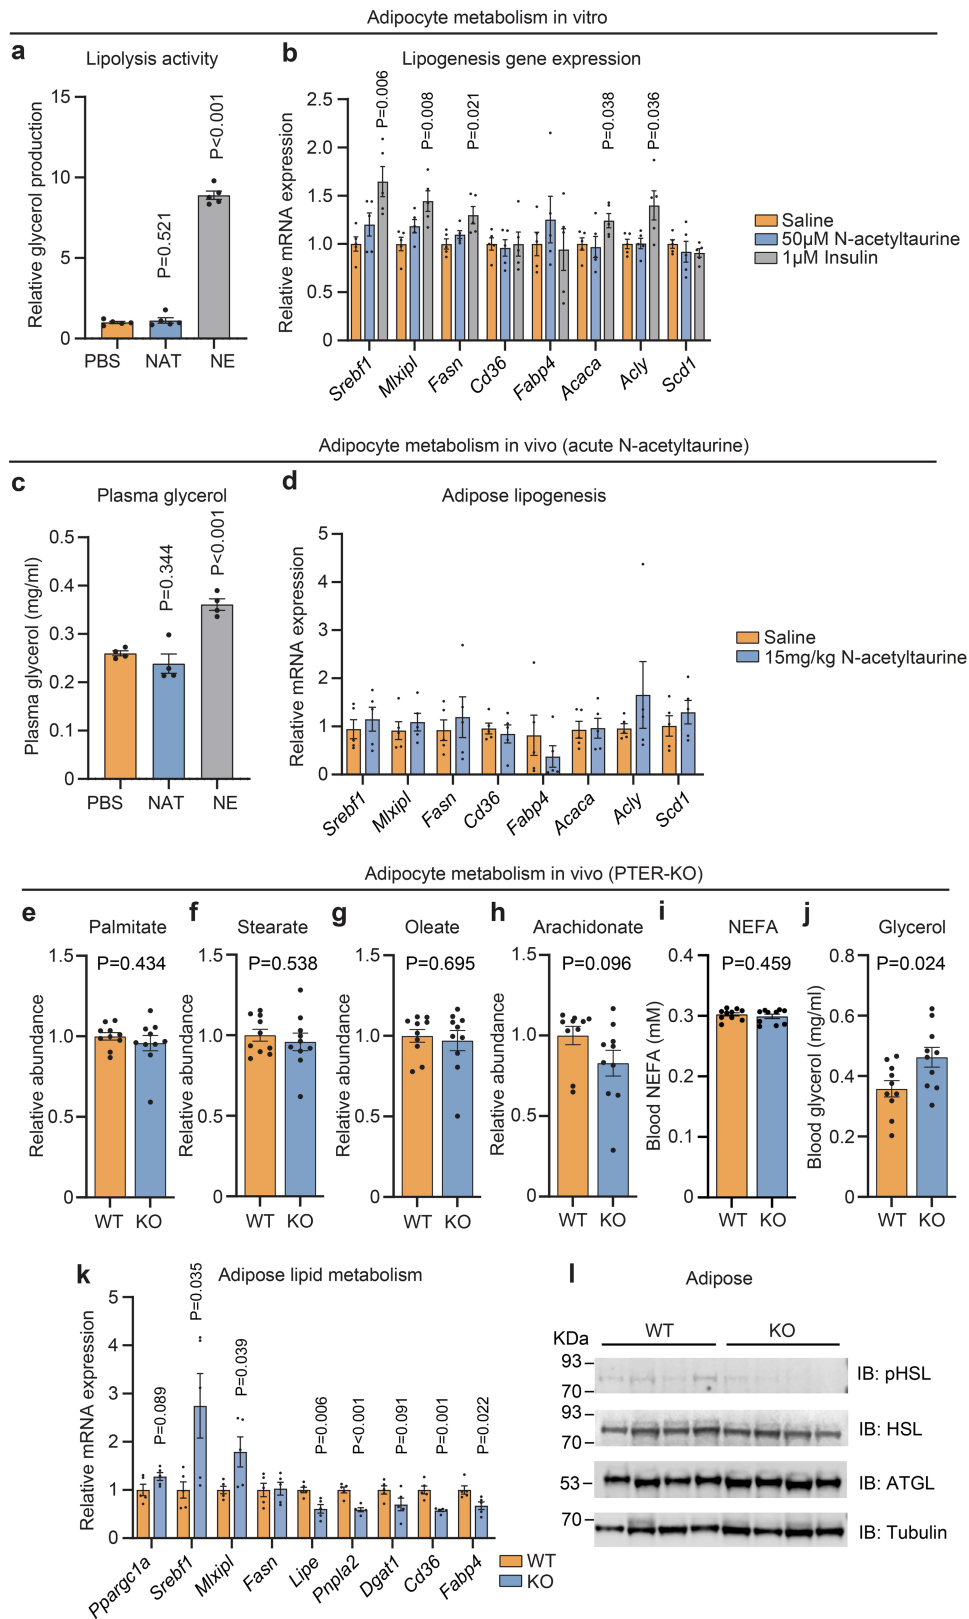 Adipocyte metabolism in vitro
a
Lipolysis activity
Relative glycerol production
15
10
5
0
P=0.521
P<0.001
PBS NAT NE
b
Lipogenesis gene expression
Relative mRNA expression
2.5
2.0
1.5
1.0
0.5
0
P=0.006
P=0.008
P=0.021
P=0.038
P=0.036
Srebf1 Mlxipl Fasn Cd36 Fabp4 Acaca Acly Scd1
Saline
50µM N-acetyltaurine
1µM Insulin
Adipocyte metabolism in vivo (acute N-acetyltaurine)
c
Plasma glycerol
Plasma glycerol (mg/ml)
0.5
0.4
0.3
0.2
0.1
0
P=0.344
P<0.001
PBS NAT NE
d
Adipose lipogenesis
Relative mRNA expression
5
4
3
2
1
0
Srebf1 Mlxipl Fasn Cd36 Fabp4 Acaca Acly Scd1
Saline
15mg/kg N-acetyltaurine
Adipocyte metabolism in vivo (PTER-KO)
e
Palmitate
P=0.434
Relative abundance
1.5
1.0
0.5
0
WT KO
f
Stearate
P=0.538
Relative abundance
1.5
1.0
0.5
0
WT KO
g
Oleate
P=0.695
Relative abundance
1.5
1.0
0.5
0
WT KO
h
Arachidonate
P=0.096
Relative abundance
1.5
1.0
0.5
0
WT KO
i
NEFA
P=0.459
Blood NEFA (mM)
0.4
0.3
0.2
0.1
0
WT KO
j
Glycerol
P=0.024
Blood glycerol (mg/ml)
0.8
0.6
0.4
0.2
0
WT KO
k
Adipose lipid metabolism
Relative mRNA expression
5
4
3
2
1
0
P=0.089
P=0.035
P=0.039
P=0.006
P<0.001
P=0.091
P=0.001
P=0.022
Ppargc1a Srebf1 Mlxipl Fasn Lipe Pnpla2 Dgat1 Cd36 Fabp4
WT
KO
l
Adipose
KDa
WT KO
93
70
IB: pHSL
93
70
IB: HSL
53
IB: ATGL
70
IB: Tubulin